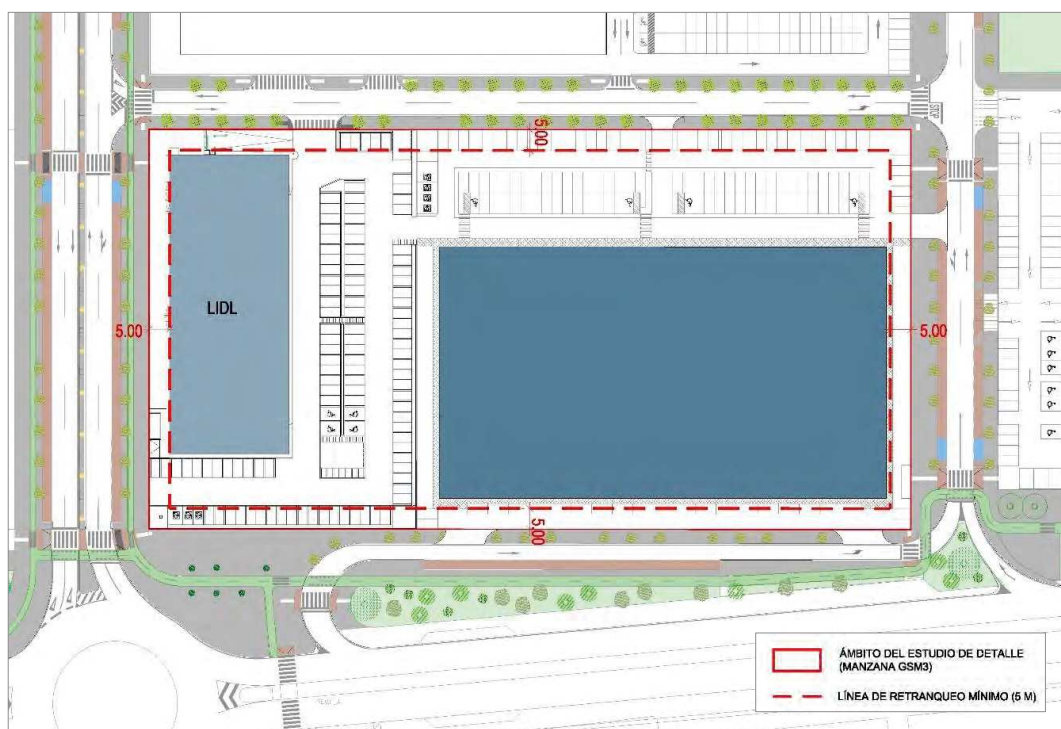 STOP
5.00
LIDL
5.00
5.00
5.00
ÁMBITO DEL ESTUDIO DE DETALLE
(MANZANA GSM3)
LÍNEA DE RETRANQUEO MÍNIMO (5 M)